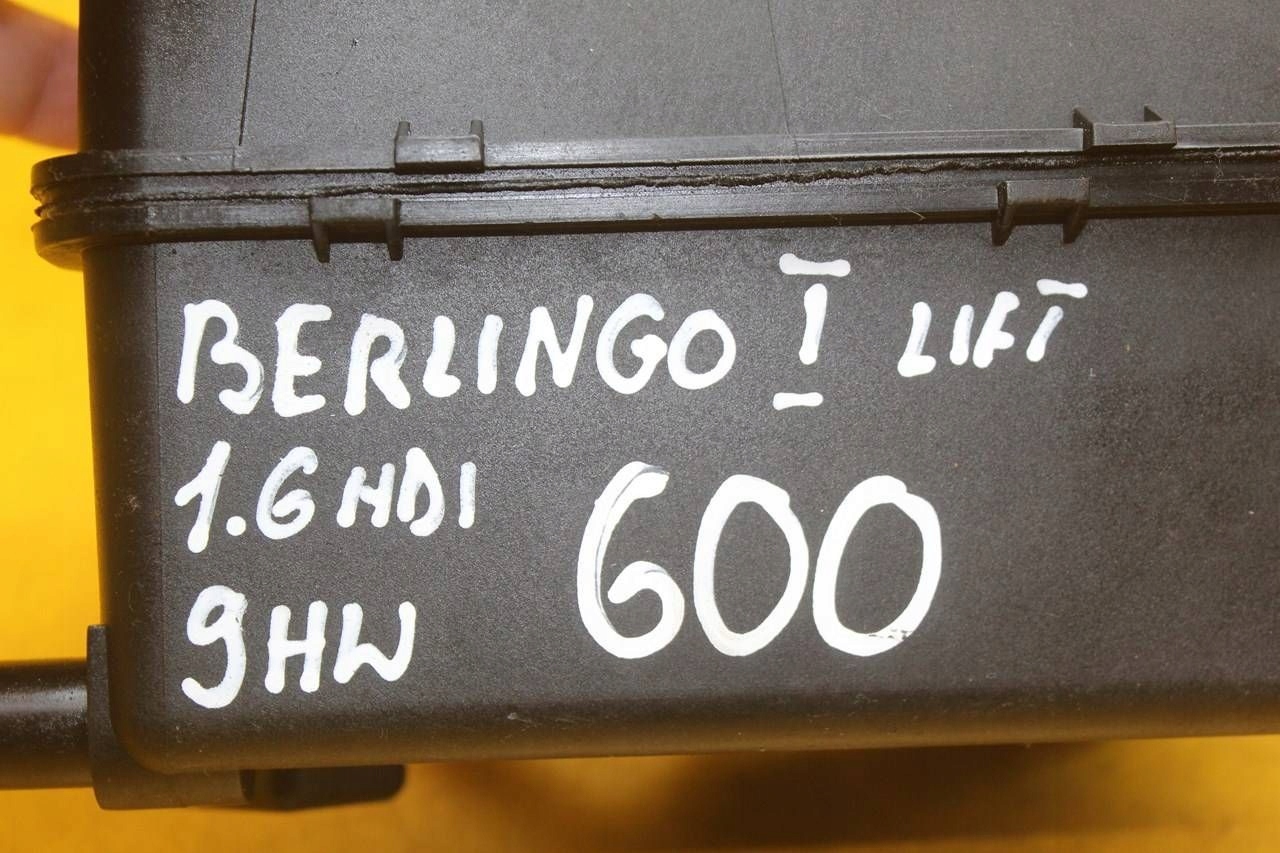 BERLINGO I LIFT
1.6 HDI
600
9HW